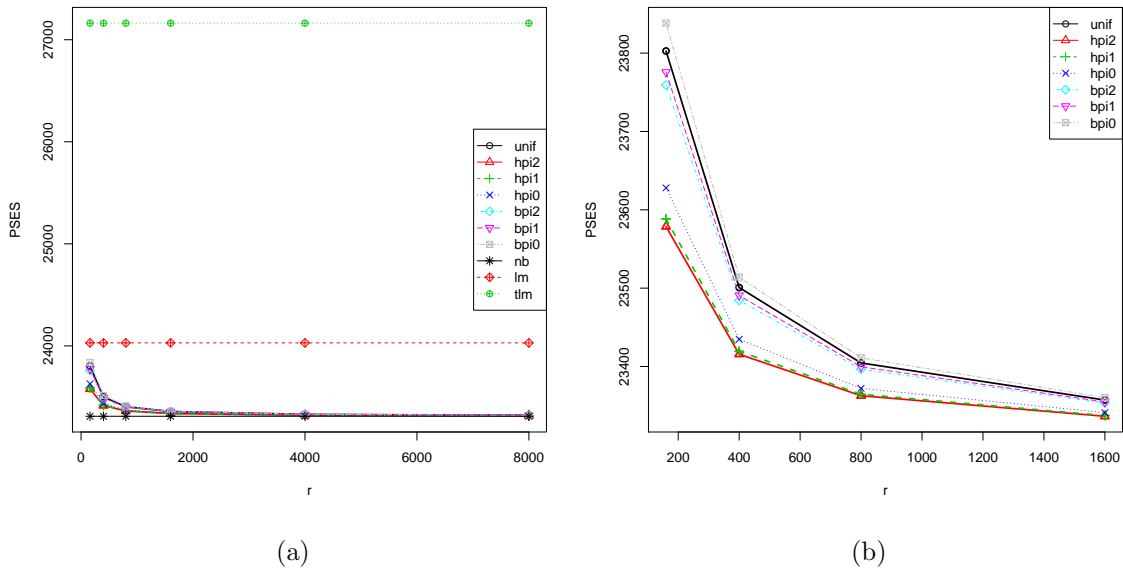 PSES
27000
26000
25000
24000
0
2000
4000
6000
8000
r
unif
hpi2
hpi1
hpi0
bpi2
bpi1
bpi0
nb
lm
tlm
(a)
PSES
23800
23700
23600
23500
23400
200
400
600
800
1000
1200
1400
1600
r
unif
hpi2
hpi1
hpi0
bpi2
bpi1
bpi0
(b)